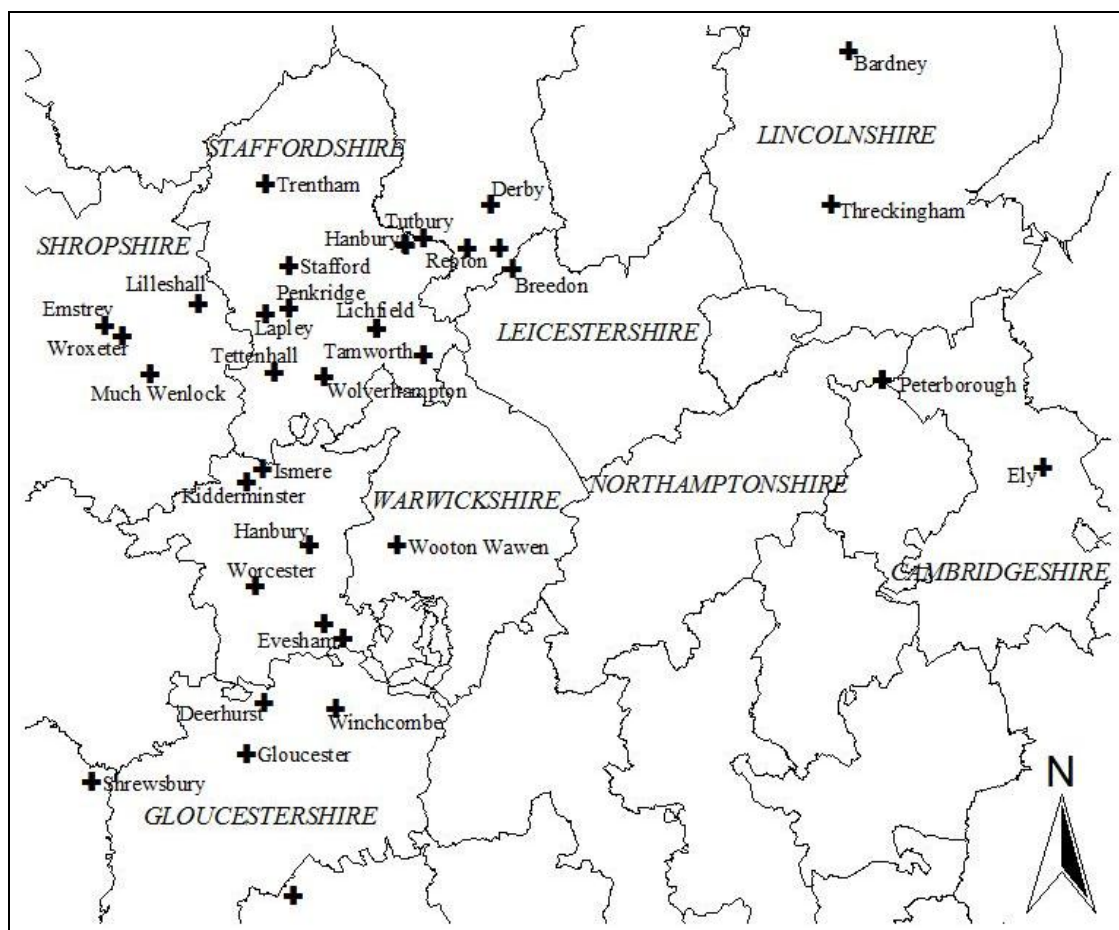 Bardney
STAFFORDSHIRE
LINCOLNSHIRE
Trentham
Derby
Threckingham
Tutbury
Hanbury
SHROPSHIRE
Repton
Stafford
Breedon
Lilleshall
Penkridge
Emstrey
Lichfield
Lapley
LEICESTERSHIRE
Wroxeter
Tettenhall
Tamworth
Much Wenlock
Wolverhampton
Peterborough
Ismere
Ely
Kidderminster
WARWICKSHIRE
NORTHAMPTONSHIRE
Hanbury
Wooton Wawen
Worcester
CAMBRIDGESHIRE
Evesham
Deerhurst
Winchcombe
Gloucester
N
Shrewsbury
GLOUCESTERSHIRE